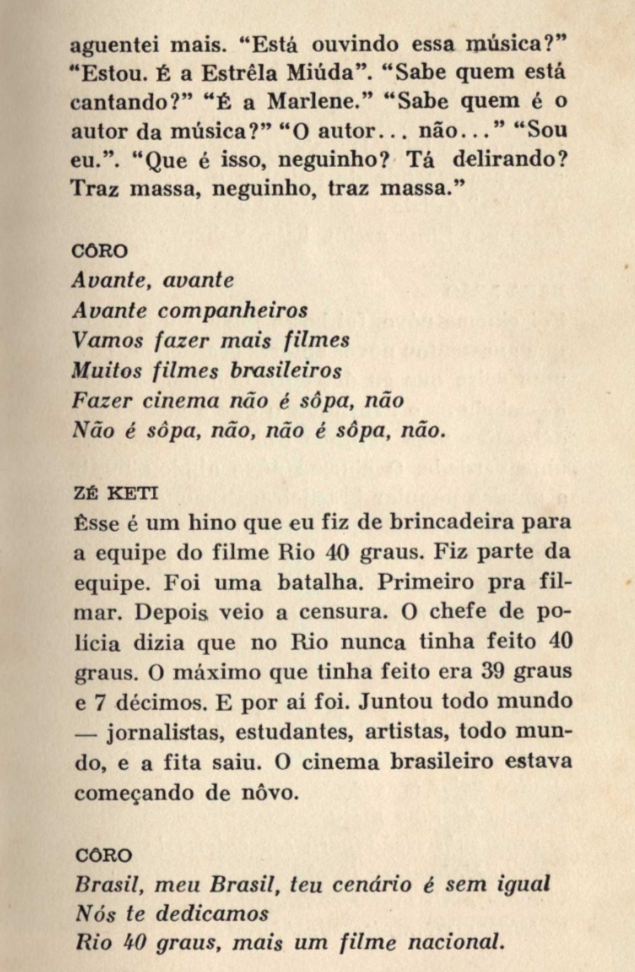 aguentei mais. “Está ouvindo essa música?”
“Estou. É a Estrêla Miúda”. “Sabe quem está
cantando?” “É a Marlene.” “Sabe quem é o
autor da música?” “O autor... não...” “Sou
eu.”. “Que é isso, neguinho? Tá delirando?
Traz massa, neguinho, traz massa.”
CÔRO
Avante, avante
Avante companheiros
Vamos fazer mais filmes
Muitos filmes brasileiros
Fazer cinema não é sôpa, não
Não é sôpa, não, não é sôpa, não.
ZÉ KETI
Êsse é um hino que eu fiz de brincadeira para
a equipe do filme Rio 40 graus. Fiz parte da
equipe. Foi uma batalha. Primeiro pra fil-
mar. Depois veio a censura. O chefe de po-
lícia dizia que no Rio nunca tinha feito 40
graus. O máximo que tinha feito era 39 graus
e 7 décimos. E por aí foi. Juntou todo mundo
— jornalistas, estudantes, artistas, todo mun-
do, e a fita saiu. O cinema brasileiro estava
começando de nôvo.
CÔRO
Brasil, meu Brasil, teu cenário é sem igual
Nós te dedicamos
Rio 40 graus, mais um filme nacional.